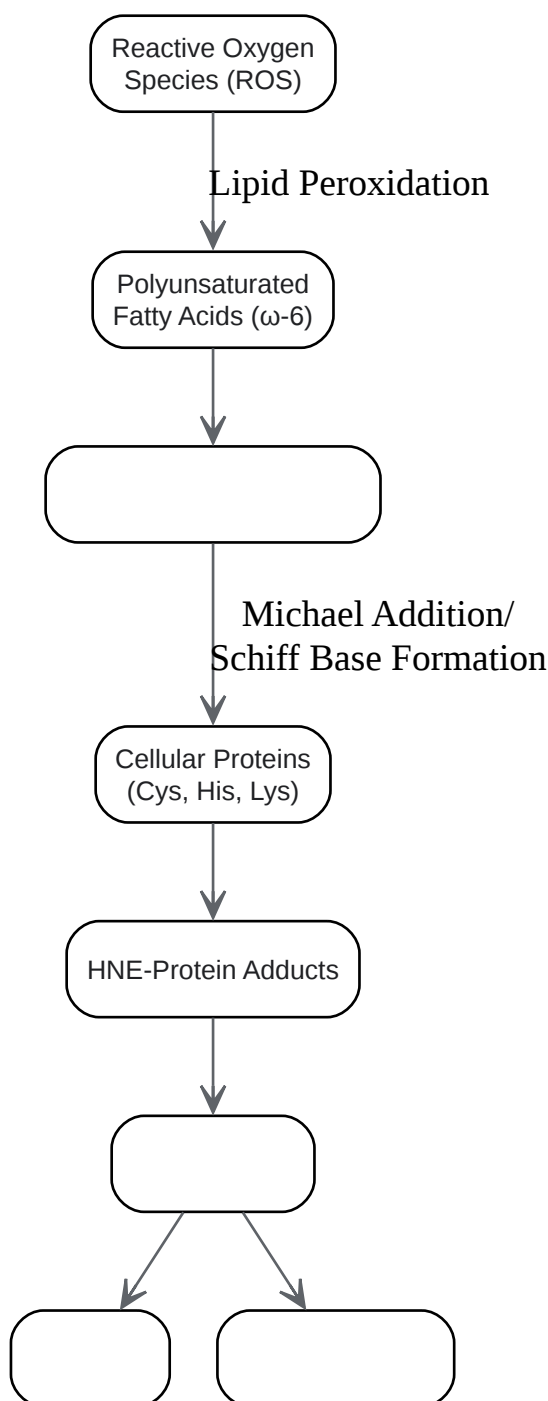 Reactive Oxygen
Species (ROS)
Lipid Peroxidation
Polyunsaturated
Fatty Acids (ω-6)
Michael Addition/
Schiff Base Formation
Cellular Proteins
(Cys, His, Lys)
HNE-Protein Adducts